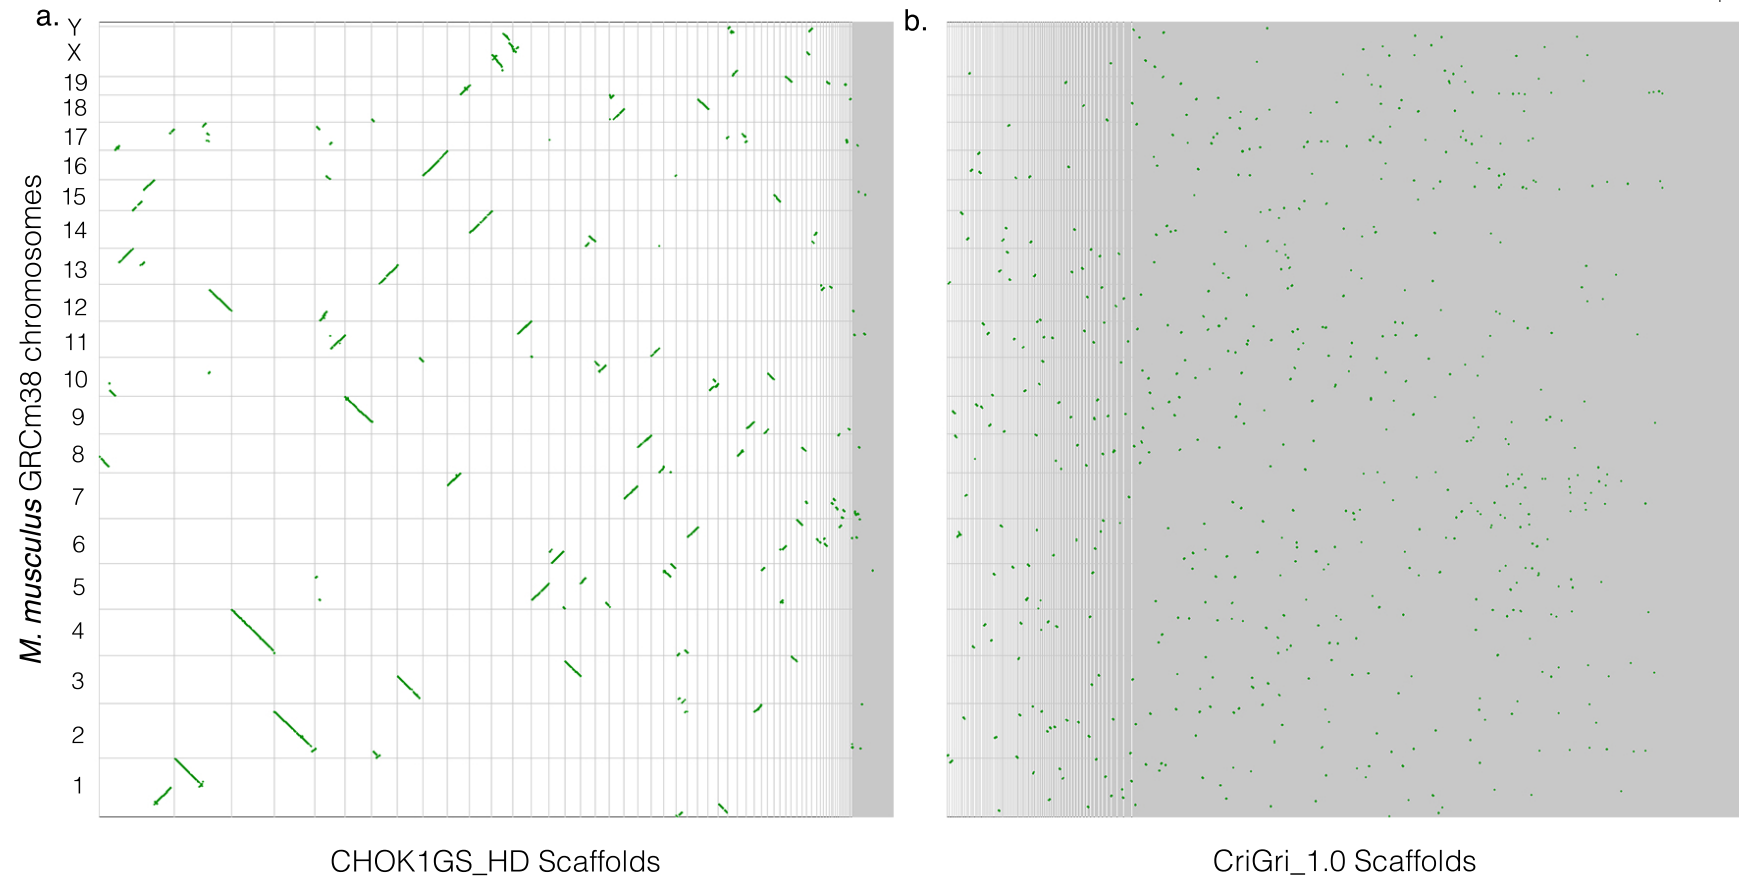 a.
b.
Y
X
19
18
17
16
15
14
13
12
11
10
9
8
7
6
5
4
3
2
1
M. musculus GRCm38 chromosomes
CHOK1GS_HD Scaffolds
CriGri_1.0 Scaffolds